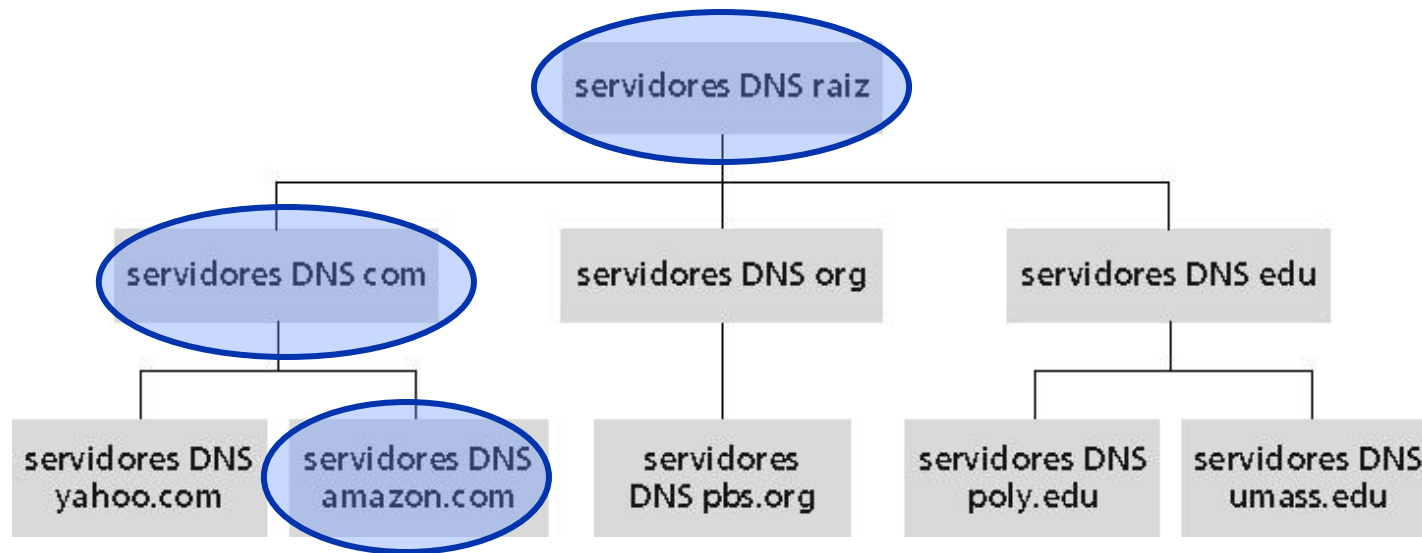 servidores DNS raiz
servidores DNS com
servidores DNS org
servidores DNS edu
servidores DNS
yahoo.com
servidores DNS
amazon.com
servidores
DNS pbs.org
servidores DNS
poly.edu
servidores DNS
umass.edu